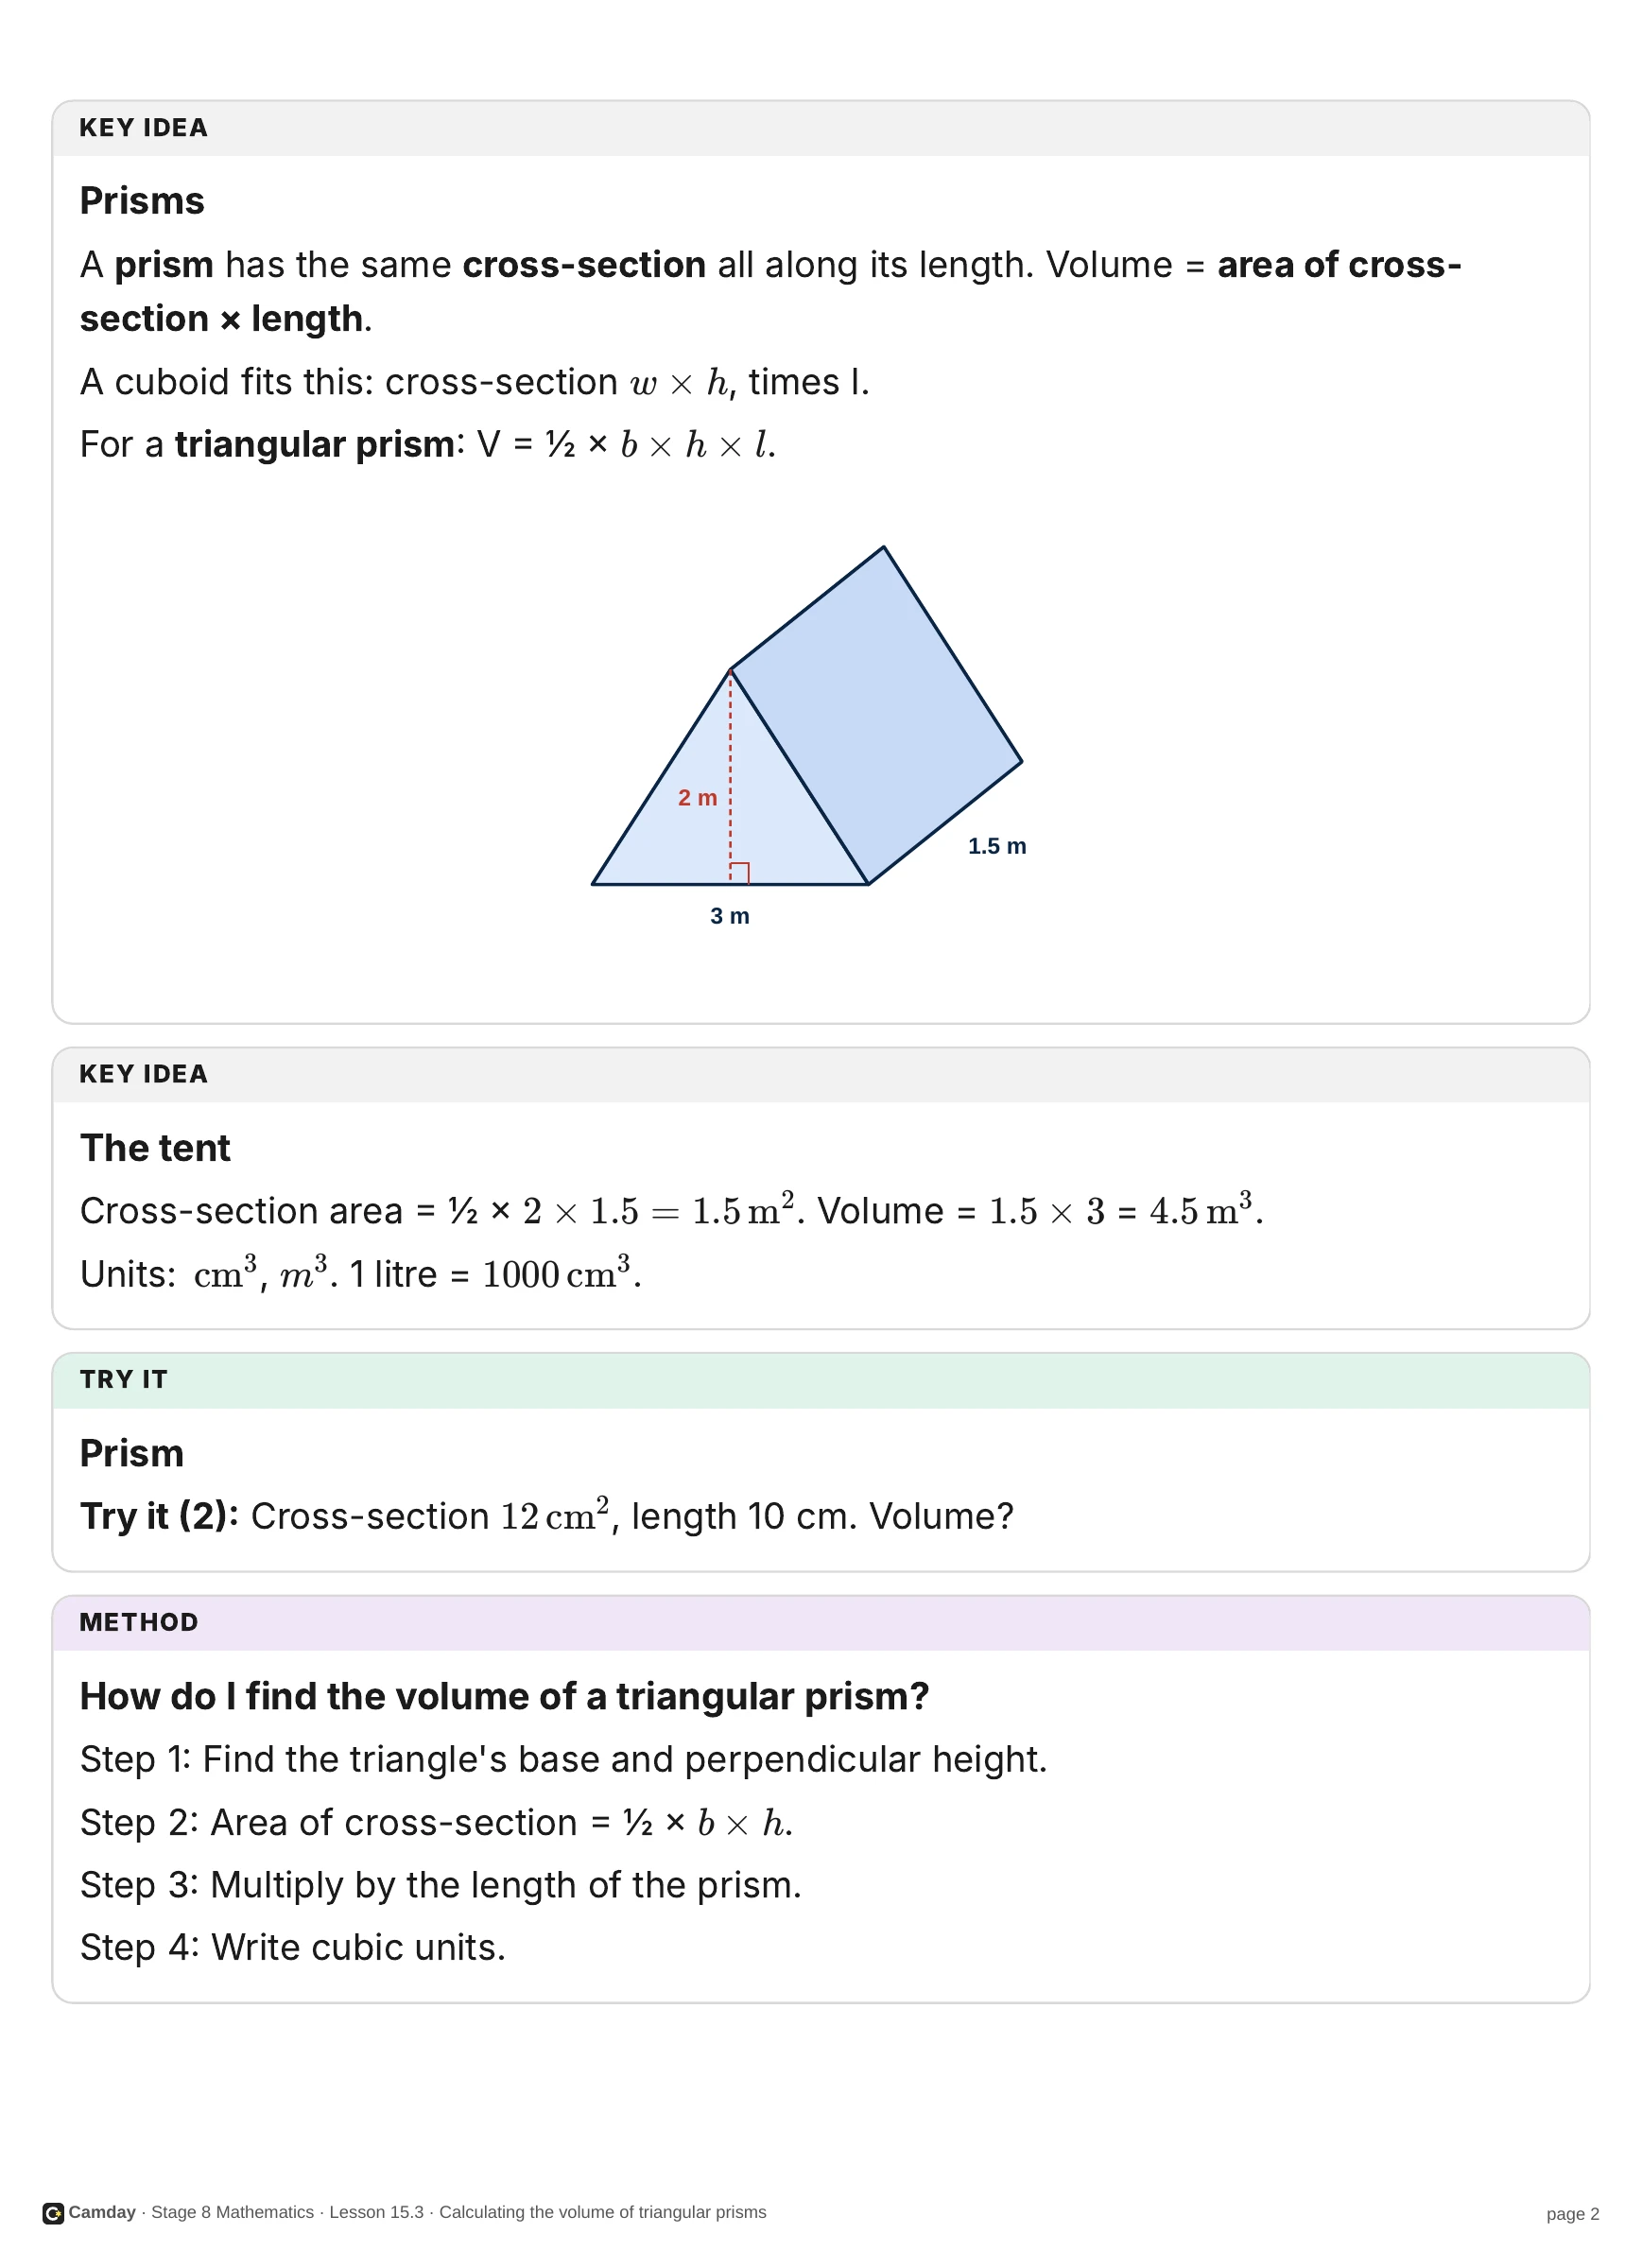 KEY IDEA
Prisms
A prism has the same cross-section all along its length. Volume = area of cross-
section × length.
A cuboid fits this: cross-section w × h, times l.
For a triangular prism: V = ½ × b × h × l.
2 m
1.5 m
3 m
KEY IDEA
The tent
Cross-section area = ½ × 2 × 1.5 = 1.5 m². Volume = 1.5 × 3 = 4.5 m³.
Units: cm³, m³. 1 litre = 1000 cm³.
TRY IT
Prism
Try it (2): Cross-section 12 cm², length 10 cm. Volume?
METHOD
How do I find the volume of a triangular prism?
Step 1: Find the triangle's base and perpendicular height.
Step 2: Area of cross-section = ½ × b × h.
Step 3: Multiply by the length of the prism.
Step 4: Write cubic units.
Camday · Stage 8 Mathematics · Lesson 15.3 · Calculating the volume of triangular prisms
page 2